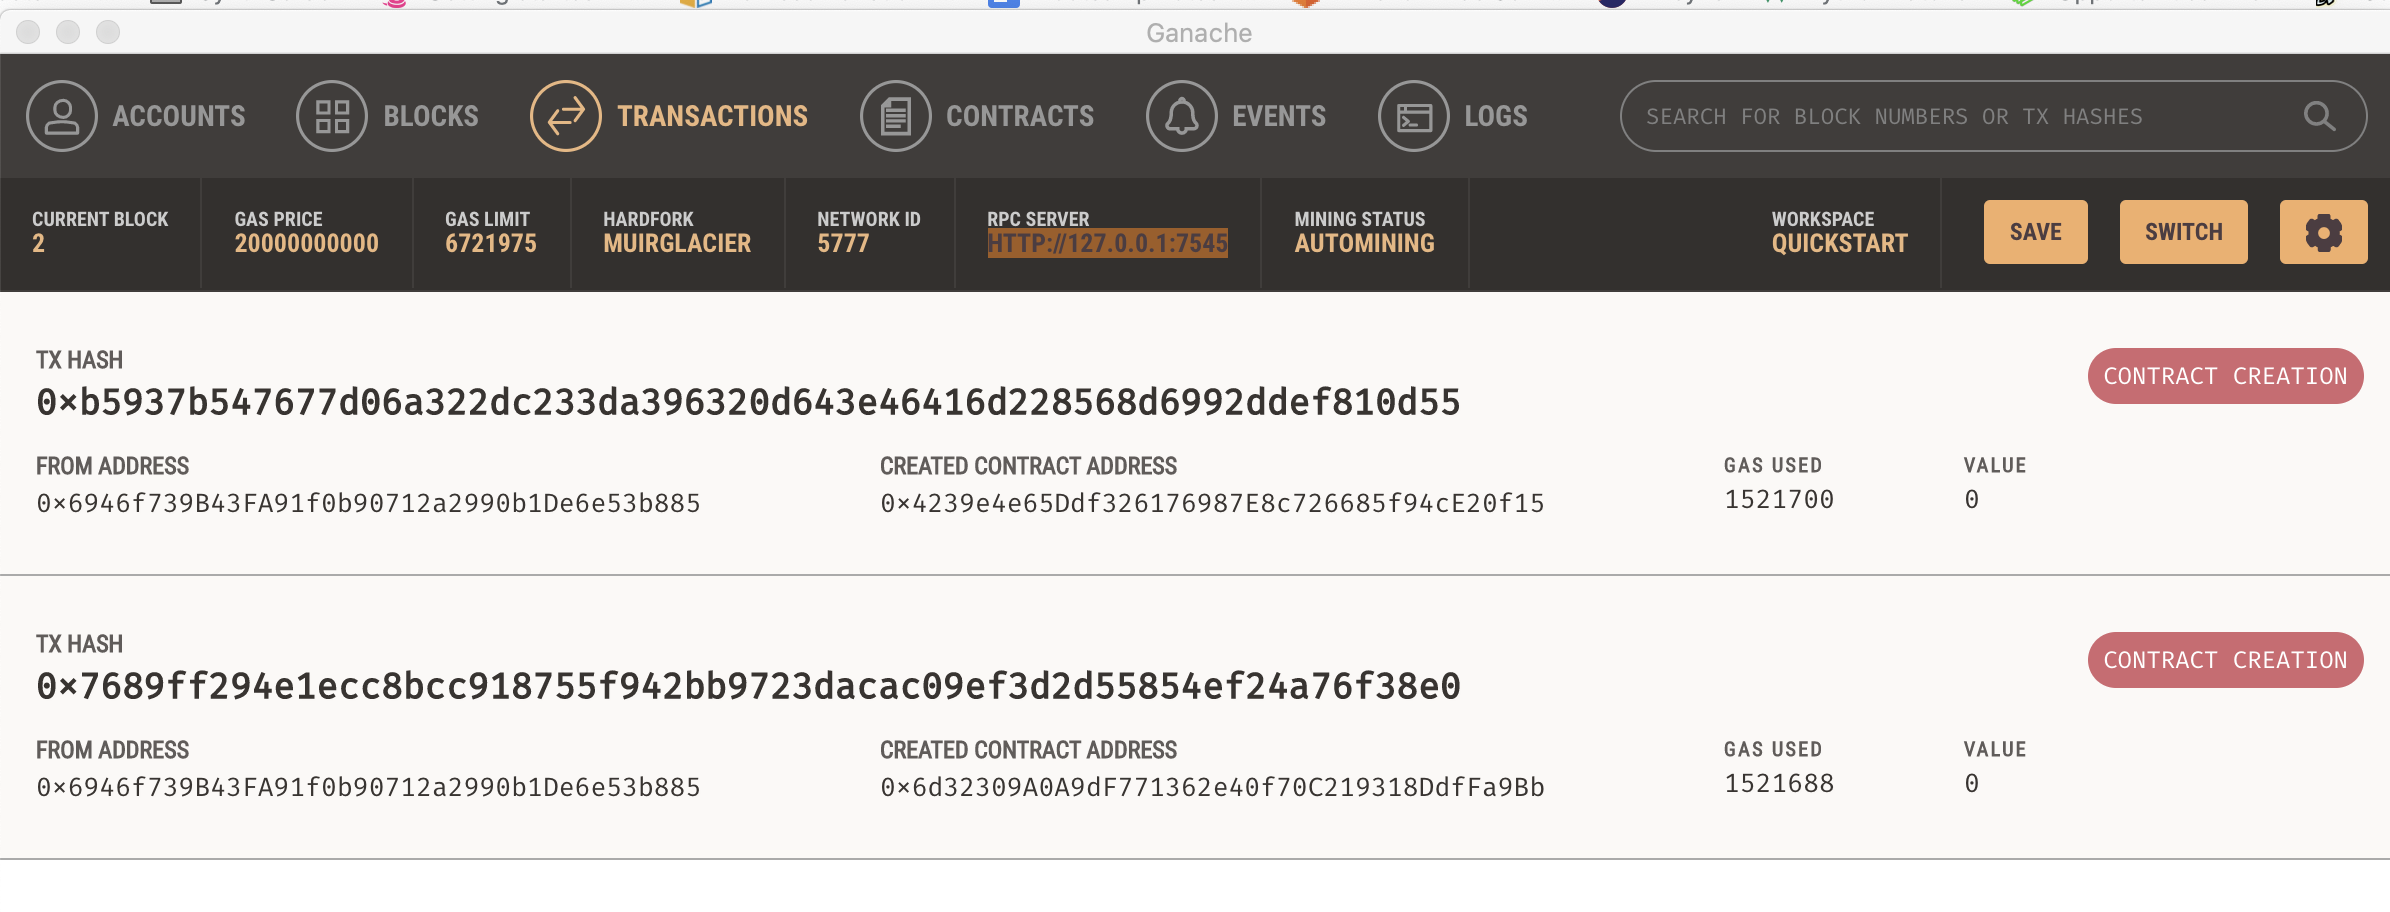 Ganache
ACCOUNTS BLOCKS TRANSACTIONS CONTRACTS EVENTS LOGS SEARCH FOR BLOCK NUMBERS OR TX HASHES
CURRENT BLOCK GAS PRICE GAS LIMIT HARDFORK NETWORK ID RPC SERVER MINING STATUS WORKSPACE
2 20000000000 6721975 MUIRGLACIER 5777 HTTP://127.0.0.1:7545 AUTOMINING QUICKSTART SAVE SWITCH
TX HASH
0×b5937b547677d06a322dc233da396320d643e46416d228568d6992ddef810d55
CONTRACT CREATION
FROM ADDRESS CREATED CONTRACT ADDRESS GAS USED VALUE
0×6946f739B43FA91f0b90712a2990b1De6e53b885 0×4239e4e65Ddf326176987E8c726685f94cE20f15 1521700 0
TX HASH
0×7689ff294e1ecc8bcc918755f942bb9723dacac09ef3d2d55854ef24a76f38e0
CONTRACT CREATION
FROM ADDRESS CREATED CONTRACT ADDRESS GAS USED VALUE
0×6946f739B43FA91f0b90712a2990b1De6e53b885 0×6d32309A0A9dF771362e40f70C219318DdfFa9Bb 1521688 0